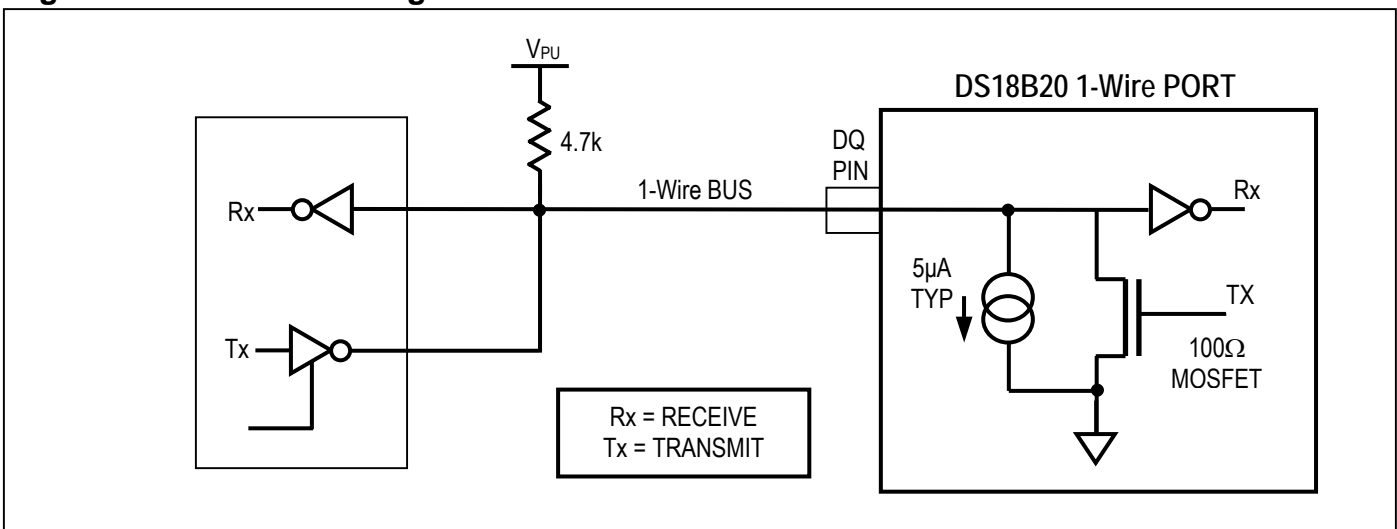 V_PU
DS18B20 1-Wire PORT
4.7k
DQ
PIN
Rx
1-Wire BUS
Rx
5µA
TYP
TX
Tx
100Ω
MOSFET
Rx = RECEIVE
Tx = TRANSMIT